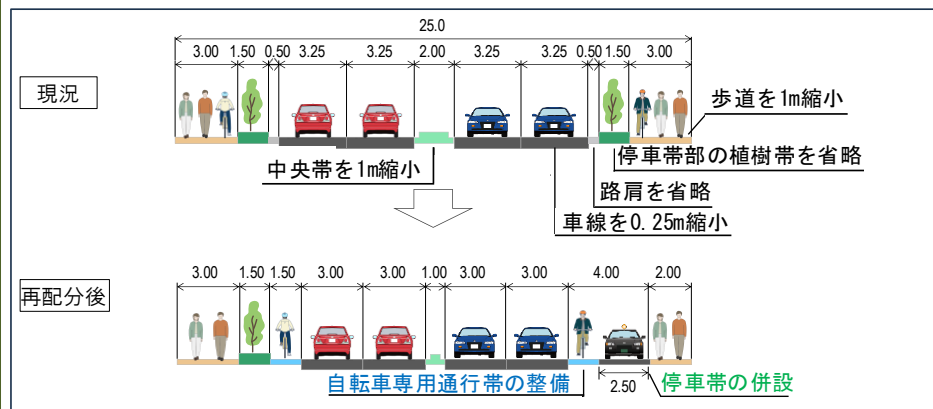 25.0
3.00 1.50 0.50 3.25 3.25 2.00 3.25 3.25 0.50 1.50 3.00
現況
歩道を1m縮小
停車帯部の植樹帯を省略
中央帯を1m縮小
路肩を省略
車線を0.25m縮小
3.00 1.50 1.50 3.00 3.00 1.00 3.00 3.00 4.00 2.00
再配分後
自転車専用通行帯の整備
2.50
停車帯の併設